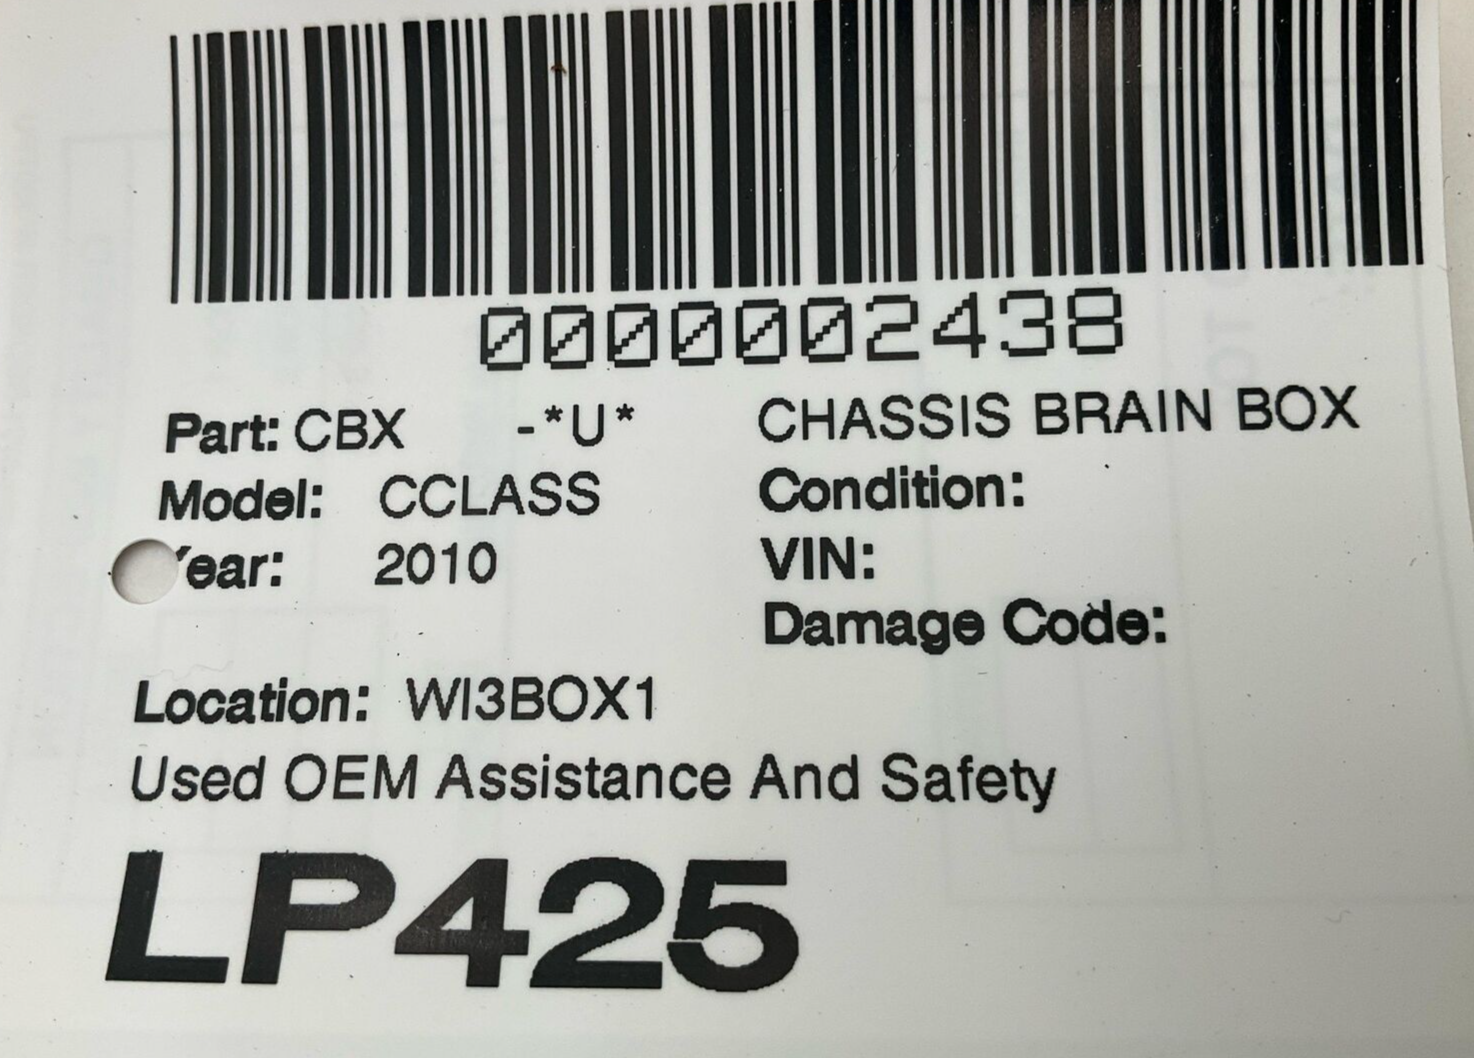 0000002438
Part: CBX -*U* CHASSIS BRAIN BOX
Model: CCLASS Condition:
Year: 2010 VIN:
Damage Code:
Location: WI3BOX1
Used OEM Assistance And Safety
LP425